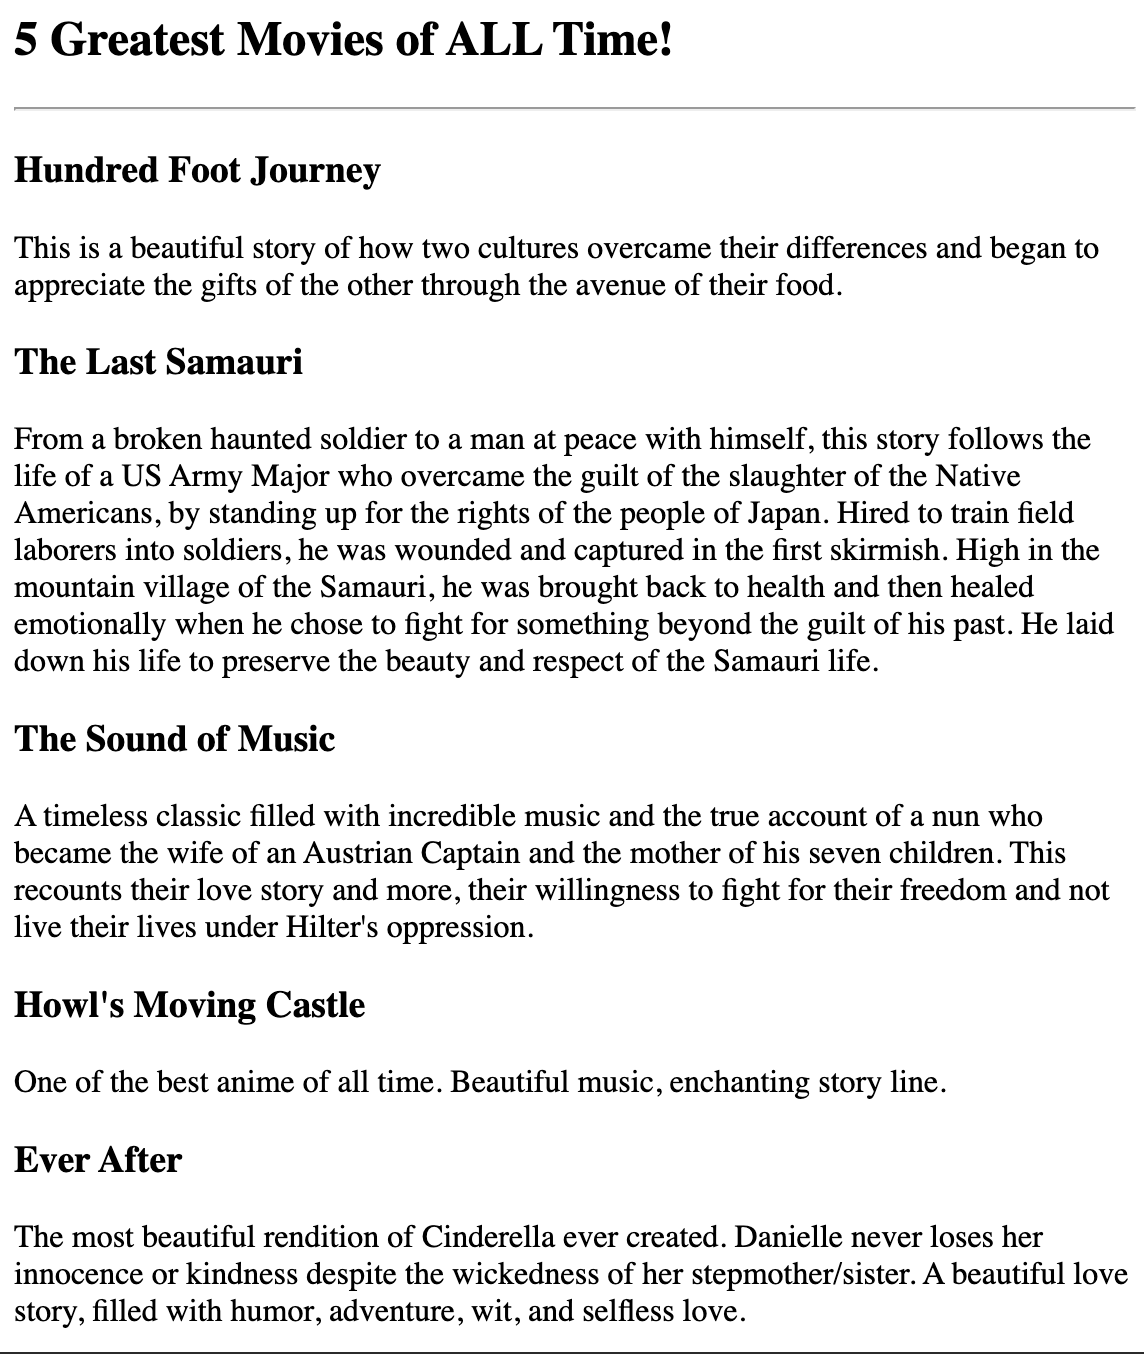 5 Greatest Movies of ALL Time!
Hundred Foot Journey
This is a beautiful story of how two cultures overcame their differences and began to
appreciate the gifts of the other through the avenue of their food.
The Last Samauri
From a broken haunted soldier to a man at peace with himself, this story follows the
life of a US Army Major who overcame the guilt of the slaughter of the Native
Americans, by standing up for the rights of the people of Japan. Hired to train field
laborers into soldiers, he was wounded and captured in the first skirmish. High in the
mountain village of the Samauri, he was brought back to health and then healed
emotionally when he chose to fight for something beyond the guilt of his past. He laid
down his life to preserve the beauty and respect of the Samauri life.
The Sound of Music
A timeless classic filled with incredible music and the true account of a nun who
became the wife of an Austrian Captain and the mother of his seven children. This
recounts their love story and more, their willingness to fight for their freedom and not
live their lives under Hilter's oppression.
Howl's Moving Castle
One of the best anime of all time. Beautiful music, enchanting story line.
Ever After
The most beautiful rendition of Cinderella ever created. Danielle never loses her
innocence or kindness despite the wickedness of her stepmother/sister. A beautiful love
story, filled with humor, adventure, wit, and selfless love.